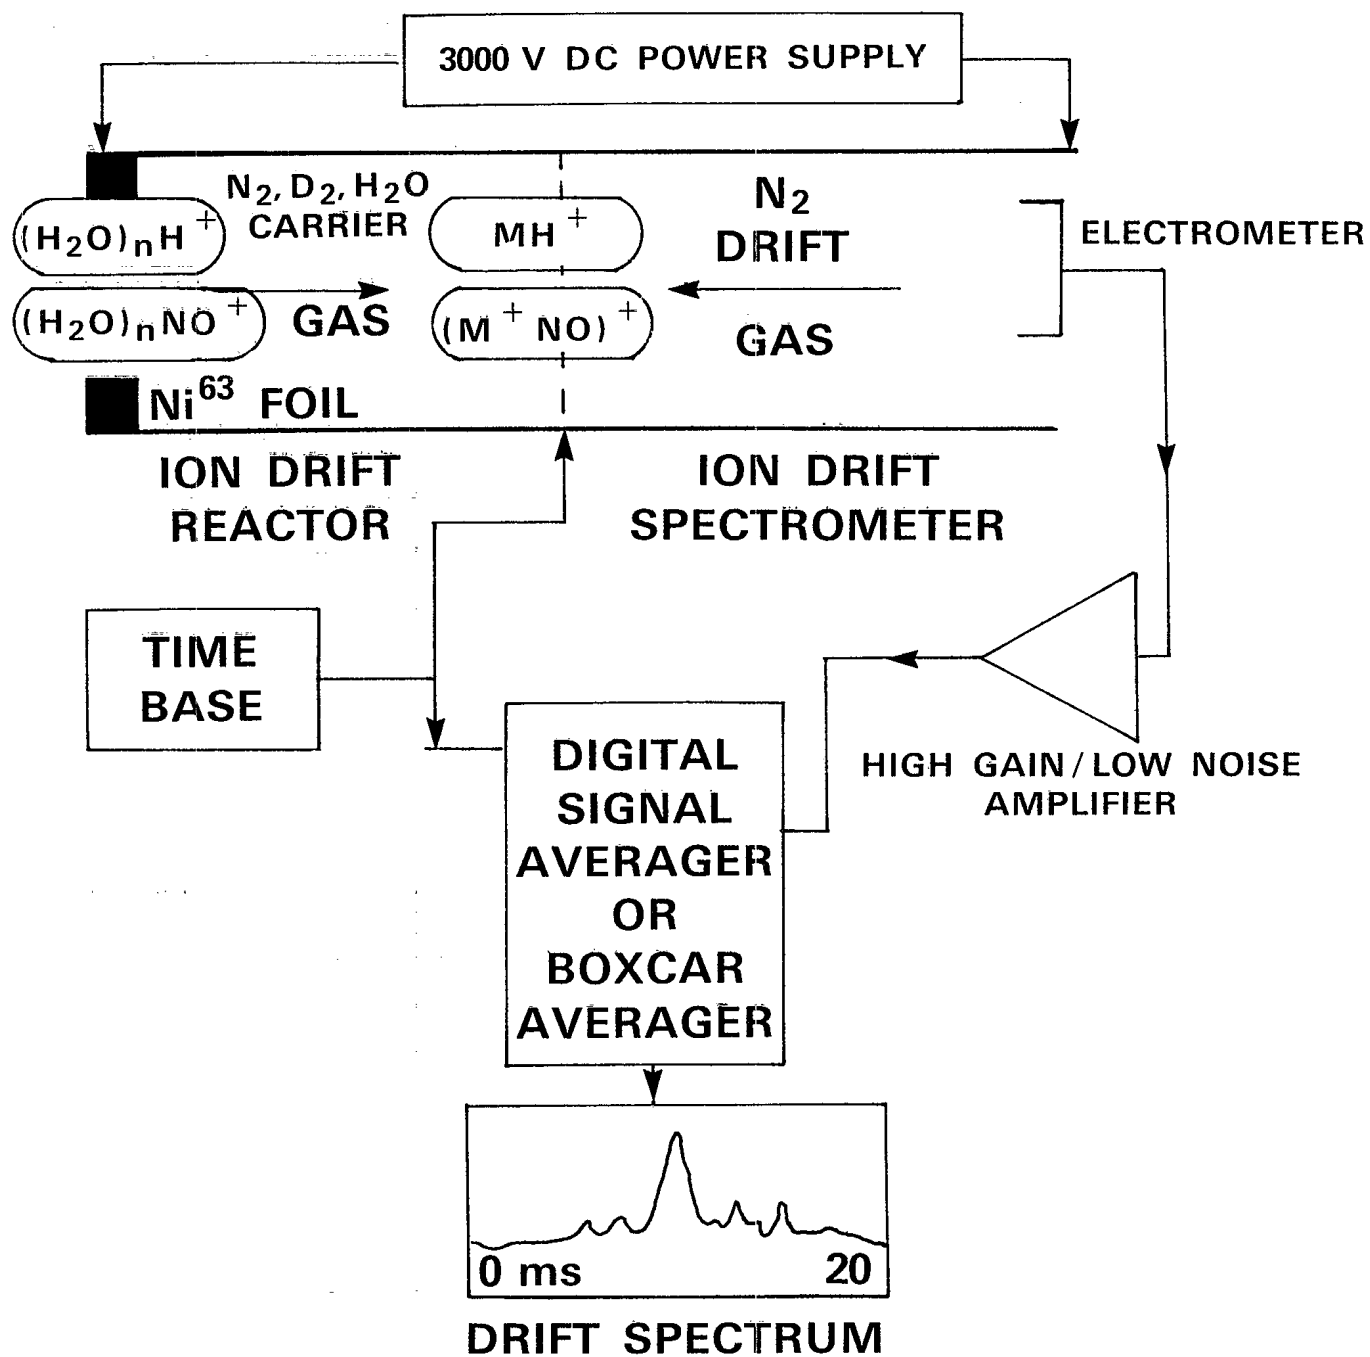 3000 V DC POWER SUPPLY
N₂, D₂, H₂O
CARRIER
GAS
(H₂O)ₙH⁺
(H₂O)ₙNO⁺
MH⁺
(M⁺ NO)⁺
N₂
DRIFT
GAS
ELECTROMETER
Ni⁶³ FOIL
ION DRIFT
REACTOR
ION DRIFT
SPECTROMETER
TIME
BASE
DIGITAL
SIGNAL
AVERAGER
OR
BOXCAR
AVERAGER
HIGH GAIN/LOW NOISE
AMPLIFIER
0 ms 20
DRIFT SPECTRUM